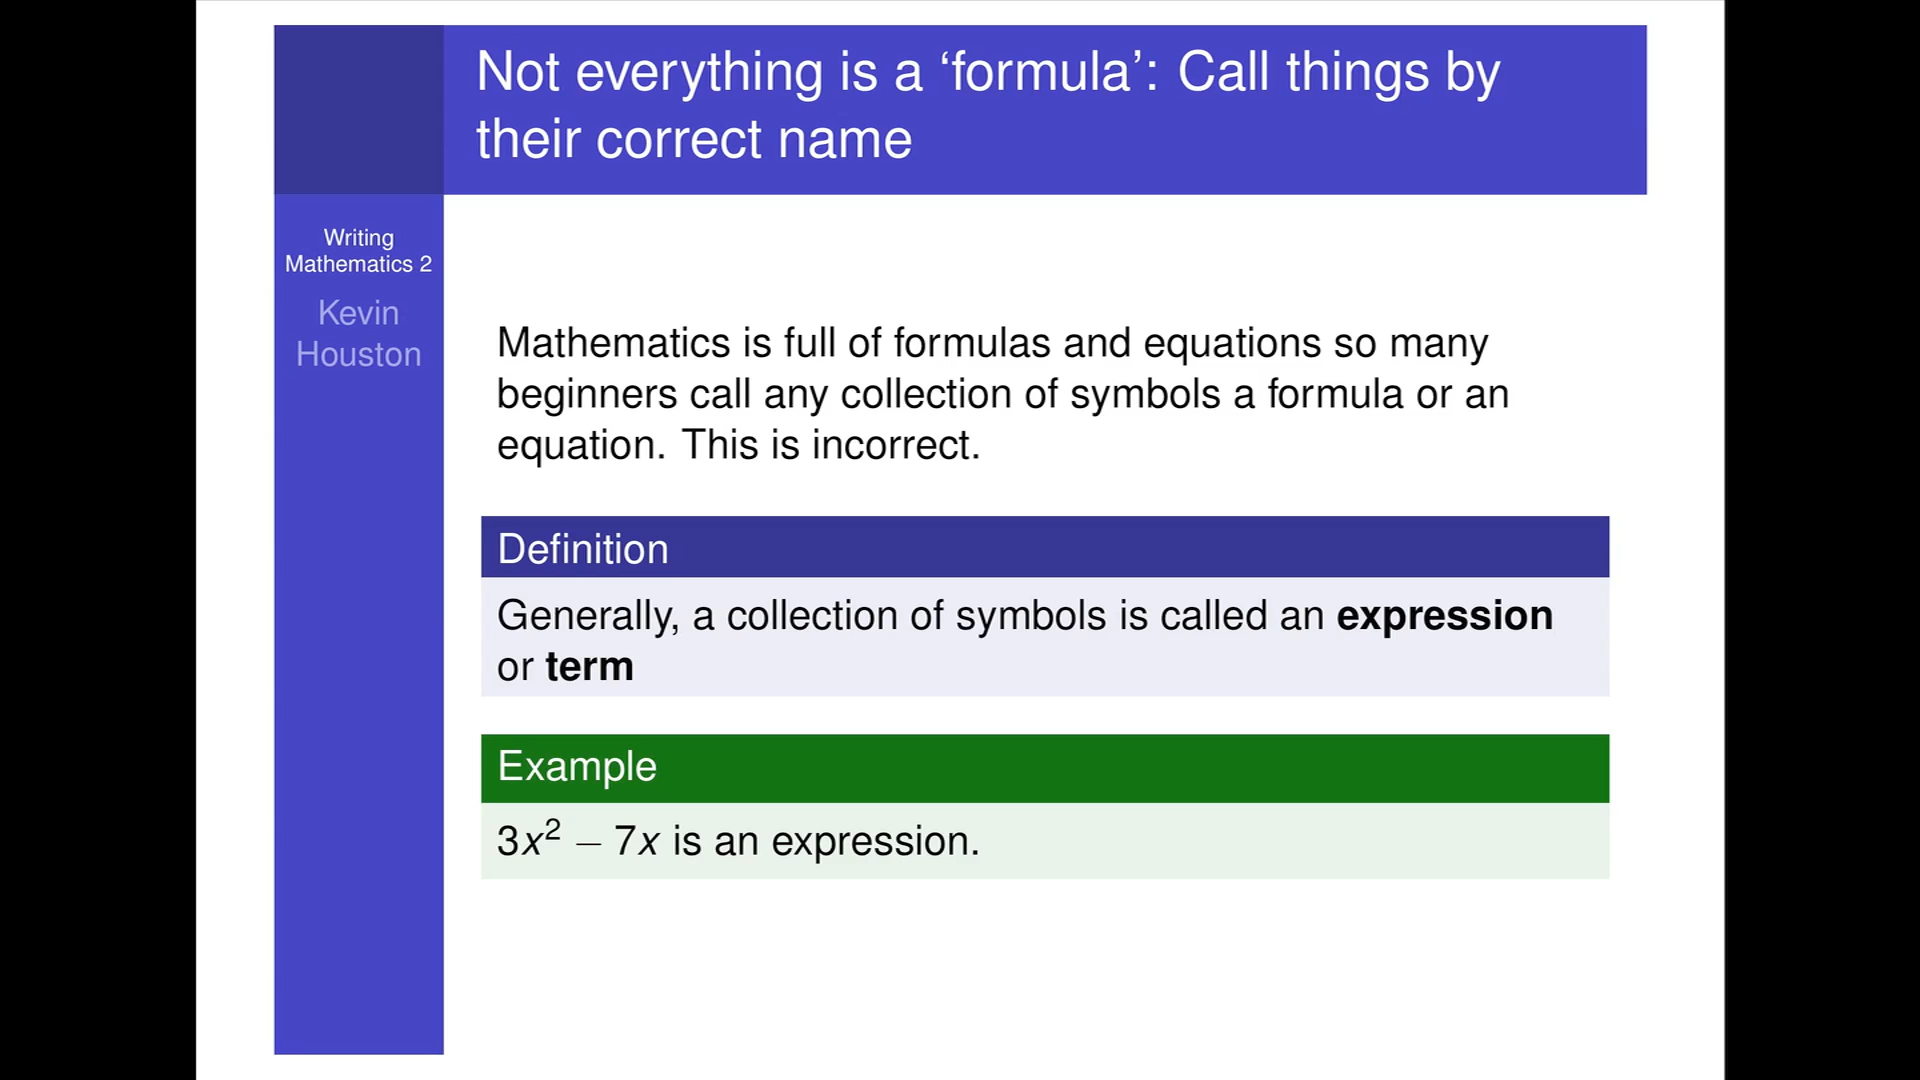 Not everything is a ‘formula’: Call things by
their correct name
Writing
Mathematics 2
Kevin
Houston
Mathematics is full of formulas and equations so many
beginners call any collection of symbols a formula or an
equation. This is incorrect.
Definition
Generally, a collection of symbols is called an expression
or term
Example
3x² − 7x is an expression.